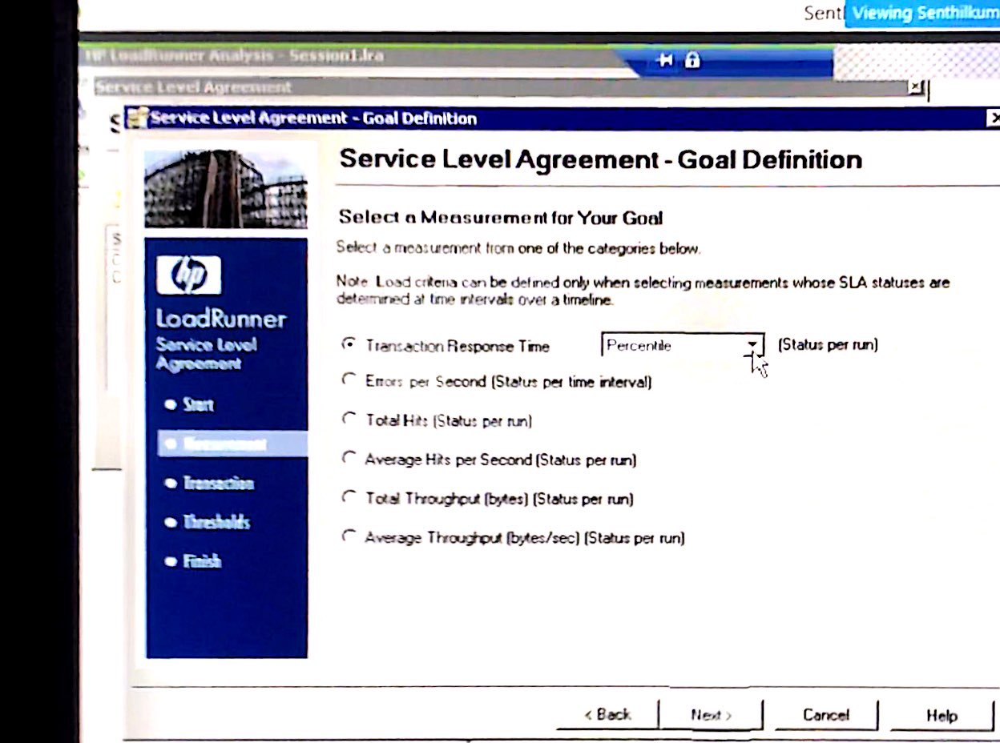 Sent
Viewing Senthilkum
HP LoadRunner Analysis - Session1.lra
Service Level Agreement
Service Level Agreement - Goal Definition
Service Level Agreement - Goal Definition
Select a Measurement for Your Goal
Select a measurement from one of the categories below.
Note: Load criteria can be defined only when selecting measurements whose SLA statuses are
determined at time intervals over a timeline.
hp
LoadRunner
Service Level
Agreement
Start
Measurement
Transaction
Thresholds
Finish
Transaction Response Time Percentile (Status per run)
Errors per Second (Status per time interval)
Total Hits (Status per run)
Average Hits per Second (Status per run)
Total Throughput (bytes) (Status per run)
Average Throughput (bytes/sec) (Status per run)
< Back Next > Cancel Help